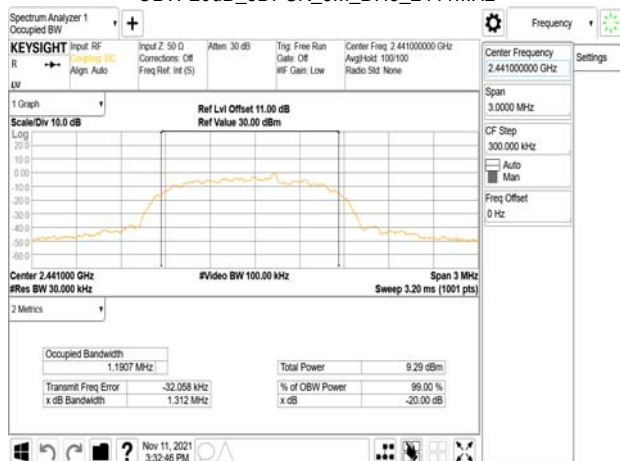 Spectrum Analyzer 1
Occupied BW
KEYSIGHT
Input: RF
Coupling: DC
Align: Auto
Input Z: 50 Ω
Corrections: Off
Freq Ref: Int (S)
Atten: 30 dB
Trig: Free Run
Gate: Off
#IF Gain: Low
Center Freq: 2.441000000 GHz
Avg|Hold: 100/100
Radio Std: None
R
LXI
1 Graph
Scale/Div 10.0 dB
Ref Lvl Offset 11.00 dB
Ref Value 30.00 dBm
Log
20.0
10.0
0.00
-10.0
-20.0
-30.0
-40.0
-50.0
-60.0
Center 2.441000 GHz
#Res BW 30.000 kHz
#Video BW 100.00 kHz
Span 3 MHz
Sweep 3.20 ms (1001 pts)
2 Metrics
Occupied Bandwidth
1.1907 MHz
Transmit Freq Error -32.058 kHz
x dB Bandwidth 1.312 MHz
Total Power 9.29 dBm
% of OBW Power 99.00 %
x dB -20.00 dB
Nov 11, 2021
3:32:46 PM
Frequency
Settings
Center Frequency
2.441000000 GHz
Span
3.0000 MHz
CF Step
300.000 kHz
Auto
Man
Freq Offset
0 Hz